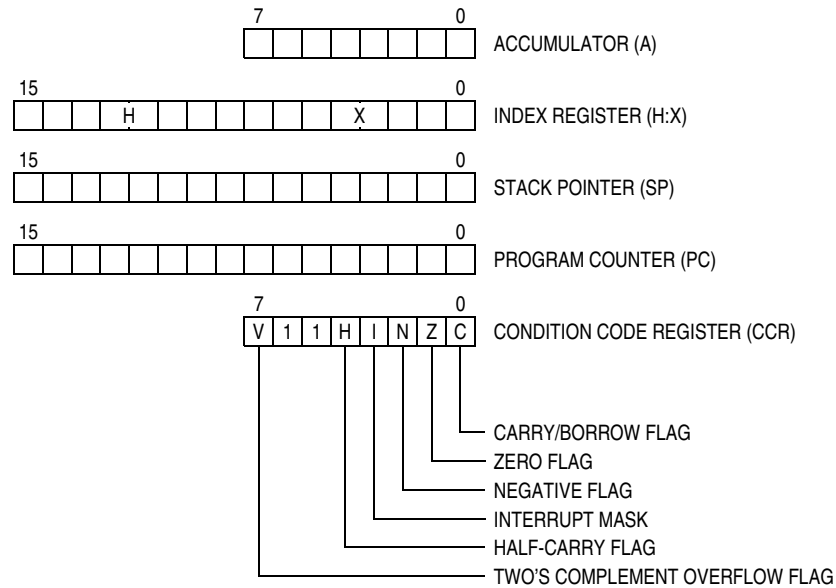 7 0
ACCUMULATOR (A)
15 0
H X INDEX REGISTER (H:X)
15 0
STACK POINTER (SP)
15 0
PROGRAM COUNTER (PC)
7 0
V 1 1 H I N Z C CONDITION CODE REGISTER (CCR)
CARRY/BORROW FLAG
ZERO FLAG
NEGATIVE FLAG
INTERRUPT MASK
HALF-CARRY FLAG
TWO'S COMPLEMENT OVERFLOW FLAG